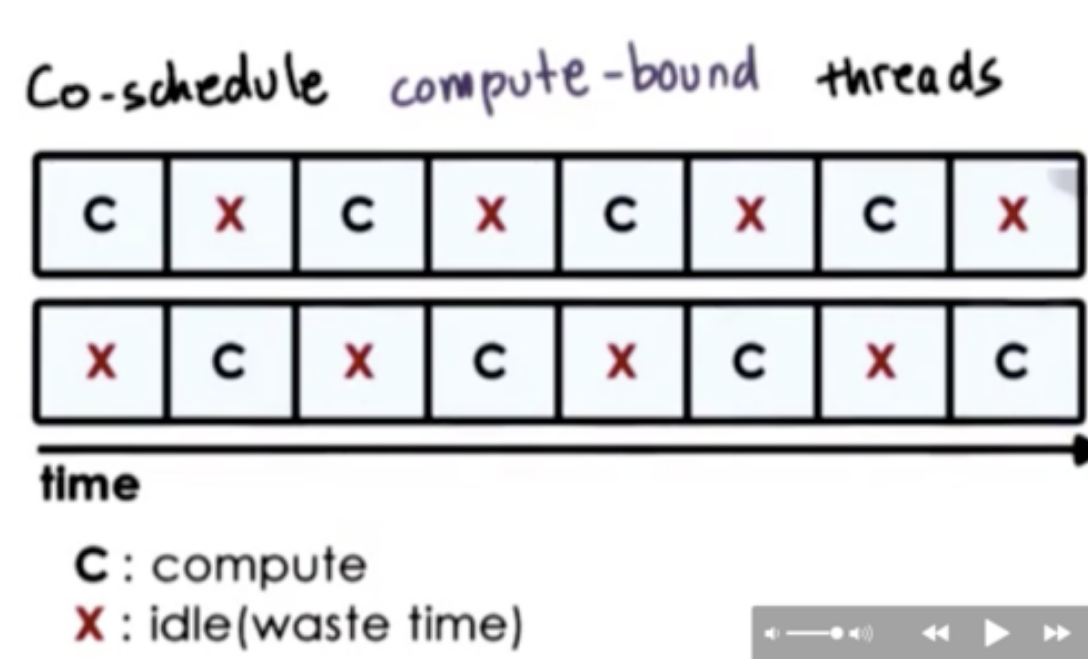 Co-schedule compute-bound threads
C X C X C X C X
X C X C X C X C
time
C : compute
X : idle(waste time)